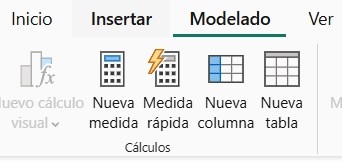 Inicio Insertar Modelado Ver
uevo cálculo visual
Nueva medida
Medida rápida
Nueva columna
Nueva tabla
Cálculos